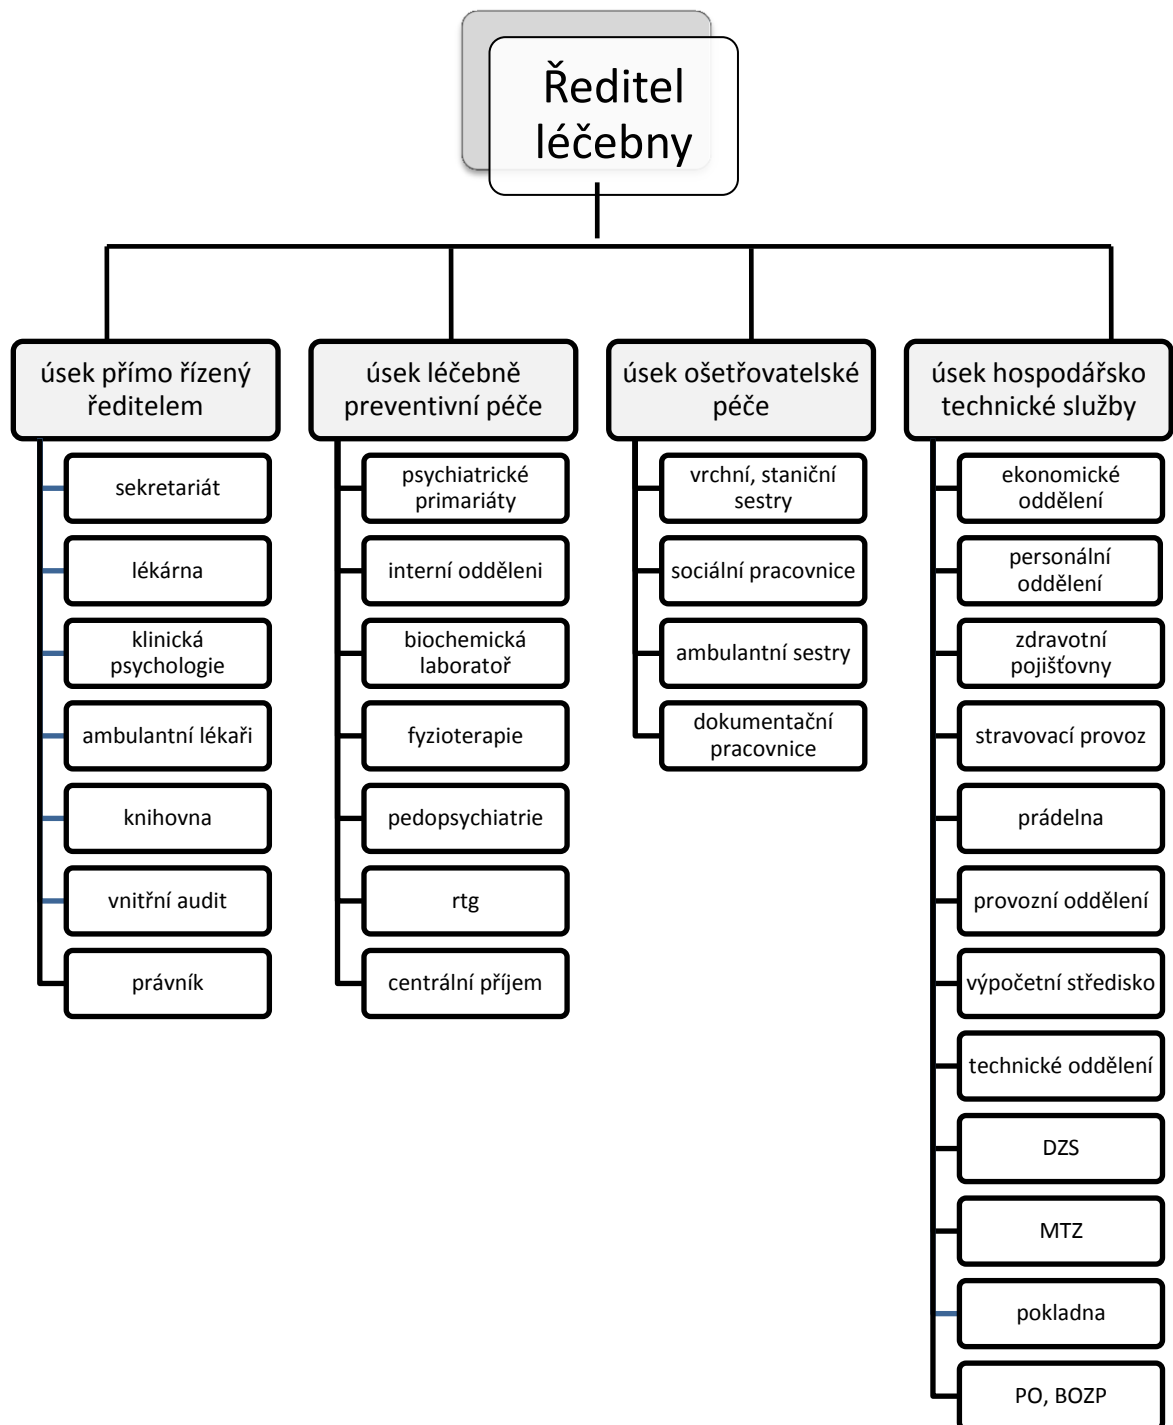 Ředitel
léčebny
úsek přímo řízený
ředitelem
sekretariát
lékárna
klinická
psychologie
ambulantní lékaři
knihovna
vnitřní audit
právník
úsek léčebně
preventivní péče
psychiatrické
primariáty
interní odděleni
biochemická
laboratoř
fyzioterapie
pedopsychiatrie
rtg
centrální příjem
úsek ošetřovatelské
péče
vrchní, staniční
sestry
sociální pracovnice
ambulantní sestry
dokumentační
pracovnice
úsek hospodářsko
technické služby
ekonomické
oddělení
personální
oddělení
zdravotní
pojišťovny
stravovací provoz
prádelna
provozní oddělení
výpočetní středisko
technické oddělení
DZS
MTZ
pokladna
PO, BOZP